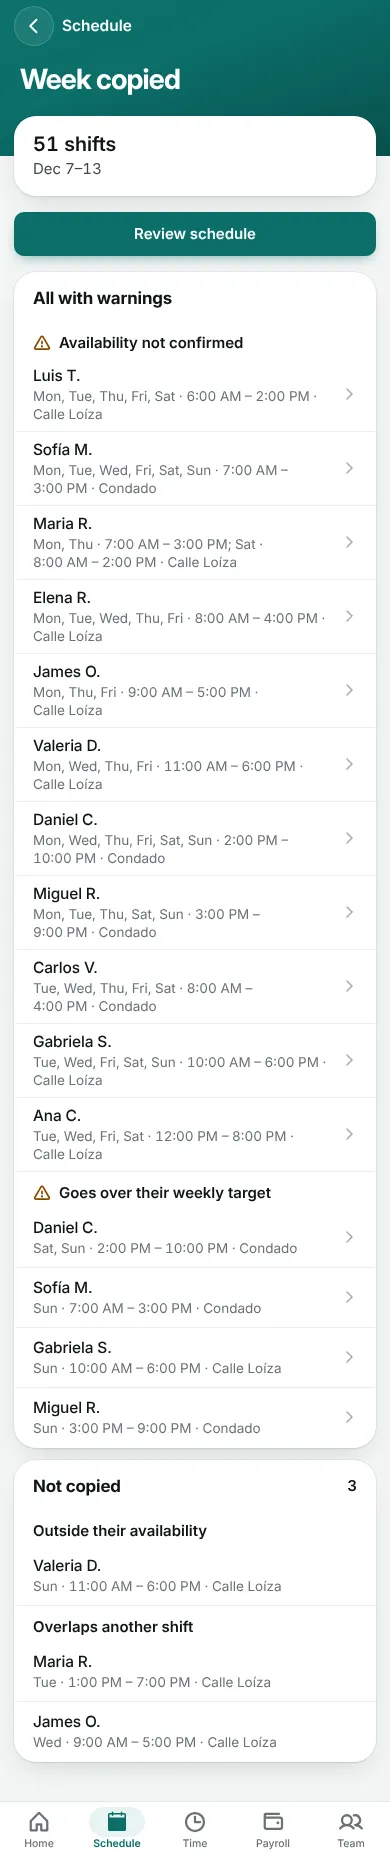 Schedule
Week copied
51 shifts
Dec 7–13
Review schedule
All with warnings
Availability not confirmed
Luis T.
Mon, Tue, Thu, Fri, Sat · 6:00 AM – 2:00 PM ·
Calle Loíza
Sofía M.
Mon, Tue, Wed, Fri, Sat, Sun · 7:00 AM –
3:00 PM · Condado
Maria R.
Mon, Thu · 7:00 AM – 3:00 PM; Sat ·
8:00 AM – 2:00 PM · Calle Loíza
Elena R.
Mon, Tue, Wed, Thu, Fri · 8:00 AM – 4:00 PM ·
Calle Loíza
James O.
Mon, Thu, Fri · 9:00 AM – 5:00 PM ·
Calle Loíza
Valeria D.
Mon, Wed, Thu, Fri · 11:00 AM – 6:00 PM ·
Calle Loíza
Daniel C.
Mon, Wed, Thu, Fri, Sat, Sun · 2:00 PM –
10:00 PM · Condado
Miguel R.
Mon, Tue, Thu, Sat, Sun · 3:00 PM –
9:00 PM · Condado
Carlos V.
Tue, Wed, Thu, Fri, Sat · 8:00 AM –
4:00 PM · Condado
Gabriela S.
Tue, Wed, Fri, Sat, Sun · 10:00 AM – 6:00 PM ·
Calle Loíza
Ana C.
Tue, Wed, Fri, Sat · 12:00 PM – 8:00 PM ·
Calle Loíza
Goes over their weekly target
Daniel C.
Sat, Sun · 2:00 PM – 10:00 PM · Condado
Sofía M.
Sun · 7:00 AM – 3:00 PM · Condado
Gabriela S.
Sun · 10:00 AM – 6:00 PM · Calle Loíza
Miguel R.
Sun · 3:00 PM – 9:00 PM · Condado
Not copied 3
Outside their availability
Valeria D.
Sun · 11:00 AM – 6:00 PM · Calle Loíza
Overlaps another shift
Maria R.
Tue · 1:00 PM – 7:00 PM · Calle Loíza
James O.
Wed · 9:00 AM – 5:00 PM · Calle Loíza
Home Schedule Time Payroll Team